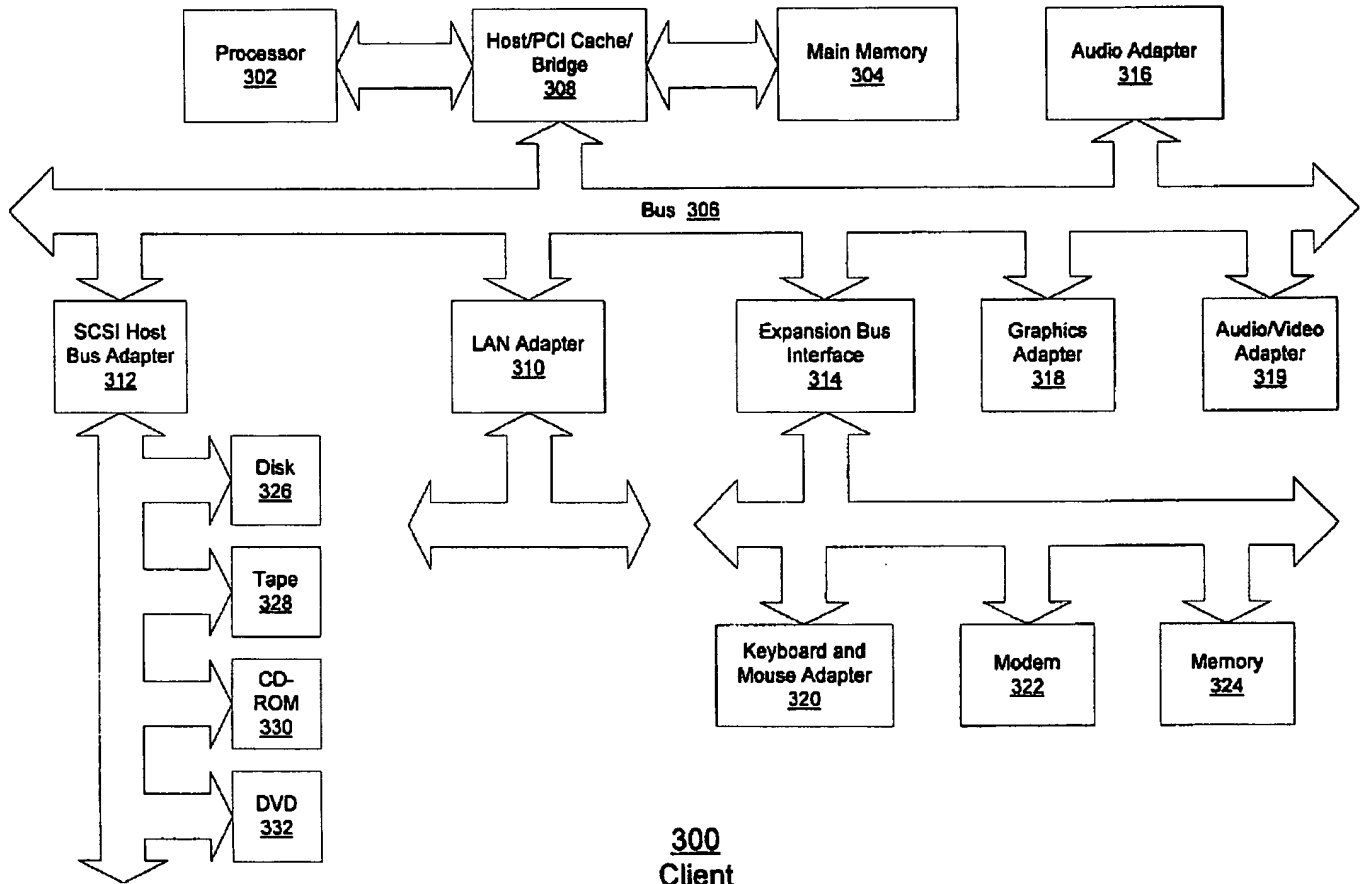 Processor
302
Host/PCI Cache/
Bridge
308
Main Memory
304
Audio Adapter
316
Bus 306
SCSI Host
Bus Adapter
312
LAN Adapter
310
Expansion Bus
Interface
314
Graphics
Adapter
318
Audio/Video
Adapter
319
Disk
326
Tape
328
CD-
ROM
330
DVD
332
Keyboard and
Mouse Adapter
320
Modem
322
Memory
324
300
Client